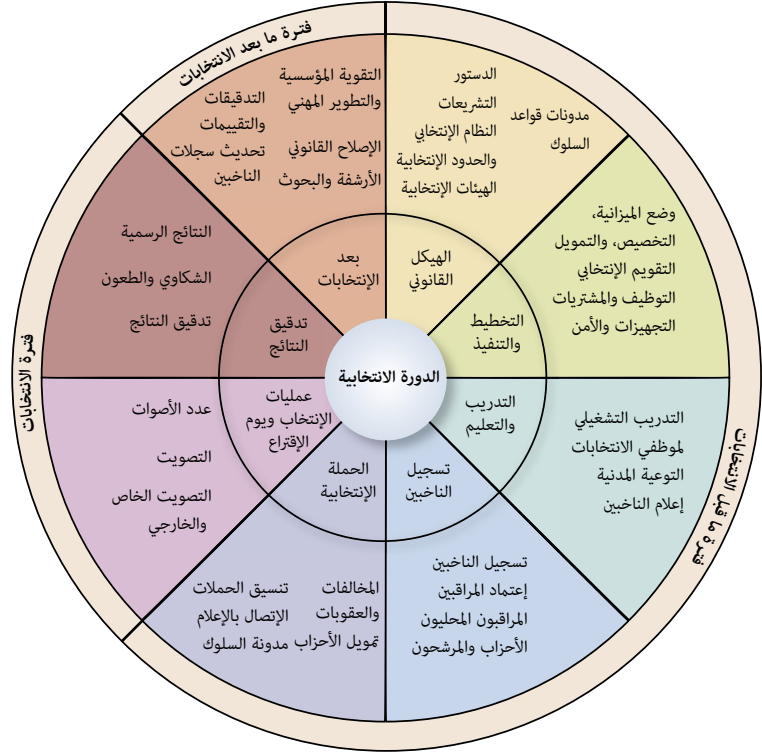 فترة ما بعد الانتخابات
فترة ما قبل الانتخابات
فترة الانتخابات
الدورة الانتخابية
الهيكل
القانوني
الدستور
التشريعات
النظام الإنتخابي
والحدود الإنتخابية
الهيئات الإنتخابية
مدونات قواعد
السلوك
التخطيط
والتنفيذ
وضع الميزانية،
التخصيص، والتمويل
التقويم الإنتخابي
التوظيف والمشتريات
التجهيزات والأمن
التدريب
والتعليم
التدريب التشغيلي
لموظفي الانتخابات
التوعية المدنية
إعلام الناخبين
تسجيل
الناخبين
تسجيل الناخبين
إعتماد المراقبين
المراقبون المحليون
الأحزاب والمرشحون
الحملة
الإنتخابية
المخالفات
والعقوبات
تمويل الأحزاب
تنسيق الحملات
الإتصال بالإعلام
مدونة السلوك
عمليات
الإنتخاب ويوم
الإقتراع
عدد الأصوات
التصويت
التصويت الخاص
والخارجي
تدقيق
النتائج
النتائج الرسمية
الشكاوي والطعون
تدقيق النتائج
بعد
الإنتخابات
التقوية المؤسسية
والتطوير المهني
الإصلاح القانوني
الأرشفة والبحوث
التدقيقات
والتقييمات
تحديث سجلات
الناخبين